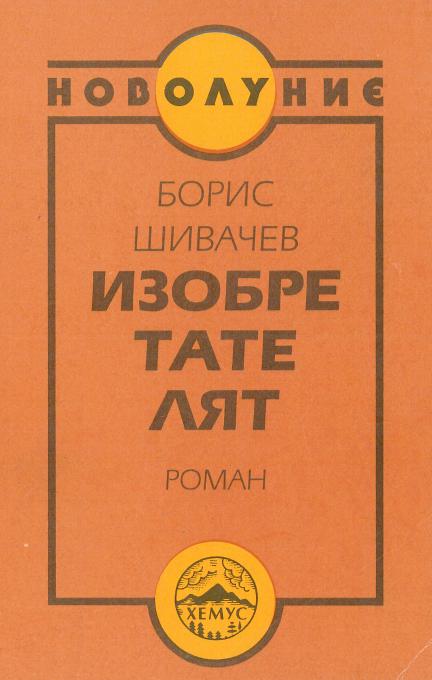 НОВОЛУНИЕ
БОРИС
ШИВАЧЕВ
ИЗОБРЕ
ТАТЕ
ЛЯТ
РОМАН
ХЕМУС